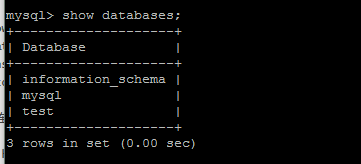 mysql> show databases;
+--------------------+
| Database           |
+--------------------+
| information_schema |
| mysql              |
| test               |
+--------------------+
3 rows in set (0.00 sec)